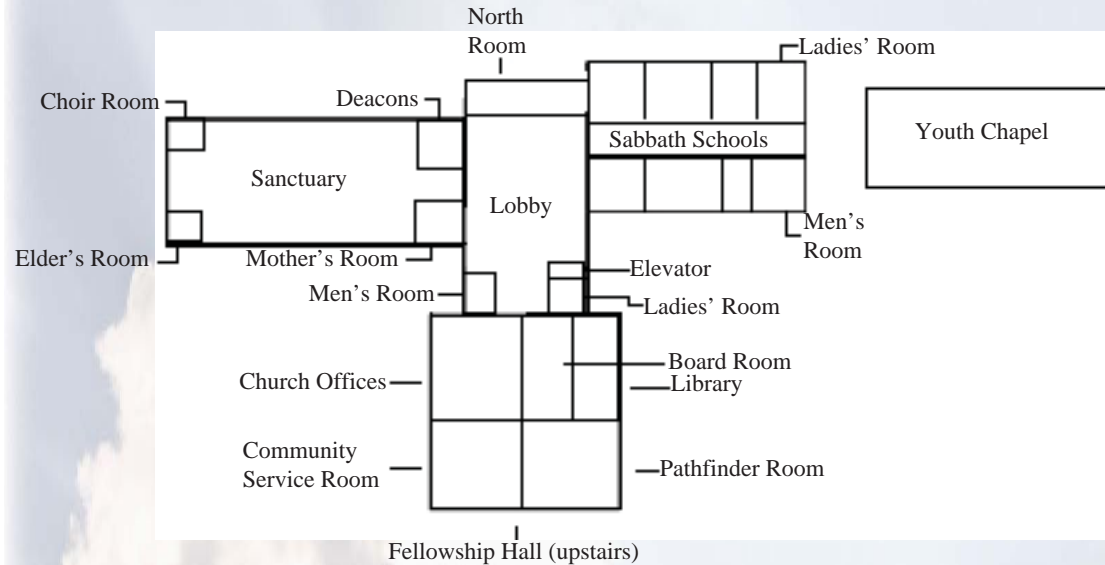 North
Room
Ladies’ Room
Choir Room
Deacons
Sabbath Schools
Youth Chapel
Sanctuary
Lobby
Men’s
Room
Elder’s Room
Mother’s Room
Elevator
Men’s Room
Ladies’ Room
Board Room
Church Offices
Library
Community
Service Room
Pathfinder Room
Fellowship Hall (upstairs)